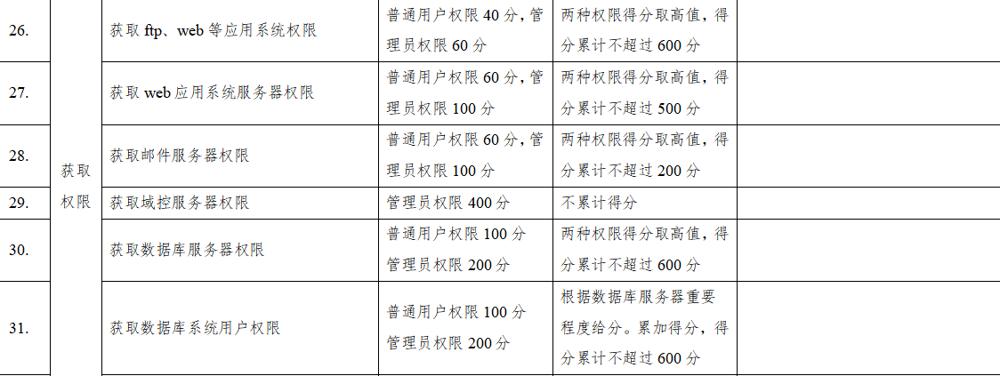 26.
获取 ftp、web 等应用系统权限
普通用户权限 40 分，管
理员权限 60 分
两种权限得分取高值，得
分累计不超过 600 分
27.
获取 web 应用系统服务器权限
普通用户权限 60 分，管
理员权限 100 分
两种权限得分取高值，得
分累计不超过 500 分
28.
获取邮件服务器权限
普通用户权限 60 分，管
理员权限 100 分
两种权限得分取高值，得
分累计不超过 200 分
获取
权限
29.
获取域控服务器权限
管理员权限 400 分
不累计得分
30.
获取数据库服务器权限
普通用户权限 100 分
管理员权限 200 分
两种权限得分取高值，得
分累计不超过 600 分
31.
获取数据库系统用户权限
普通用户权限 100 分
管理员权限 200 分
根据数据库服务器重要
程度给分。累加得分，得
分累计不超过 600 分